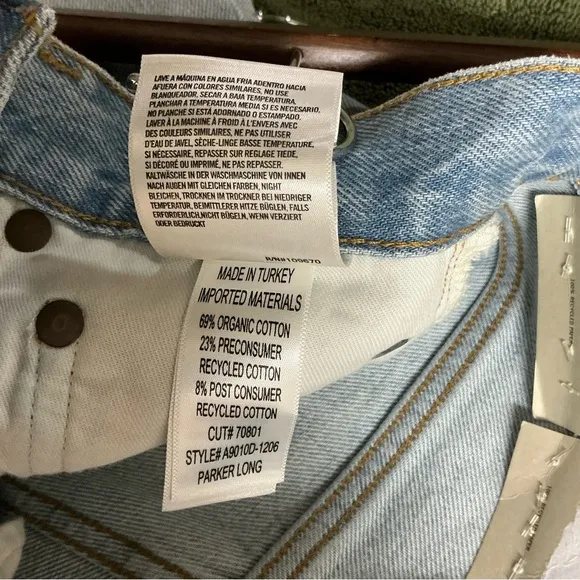 LAVE A MÁQUINA EN AGUA FRIA ADENTRO HACIA
AFUERA CON COLORES SIMILARES, NO USE
BLANQUEADOR, SECAR A BAJA TEMPERATURA,
PLANCHAR A TEMPERATURA MEDIA SI ES NECESARIO,
NO PLANCHE SI ESTÁ ADORNADO O ESTAMPADO.
LAVER À LA MACHINE À FROID À L'ENVERS AVEC
DES COULEURS SIMILAIRES, NE PAS UTILISER
D'EAU DE JAVEL, SÈCHE-LINGE BASSE TEMPÉRATURE,
SI NÉCESSAIRE, REPASSER SUR REGLAGE TIEDE,
SI DÉCORÉ OU IMPRIMÉ, NE PAS REPASSER.
KALTWÄSCHE IN DER WASCHMASCHINE VON INNEN
NACH AUßEN MIT GLEICHEN FARBEN, NIGHT
BLEICHEN, TROCKNEN IM TROCKNER BEI NIEDRIGER
TEMPERATUR, BEIMITTLERER HITZE BÜGLEN, FALLS
ERFORDERLICH,NICHT BÜGELN, WENN VERZIERT
ODER BEDRUCKT
R/N#109670
MADE IN TURKEY
IMPORTED MATERIALS
69% ORGANIC COTTON
23% PRECONSUMER
RECYCLED COTTON
8% POST CONSUMER
RECYCLED COTTON
CUT# 70801
STYLE# A9010D-1206
PARKER LONG